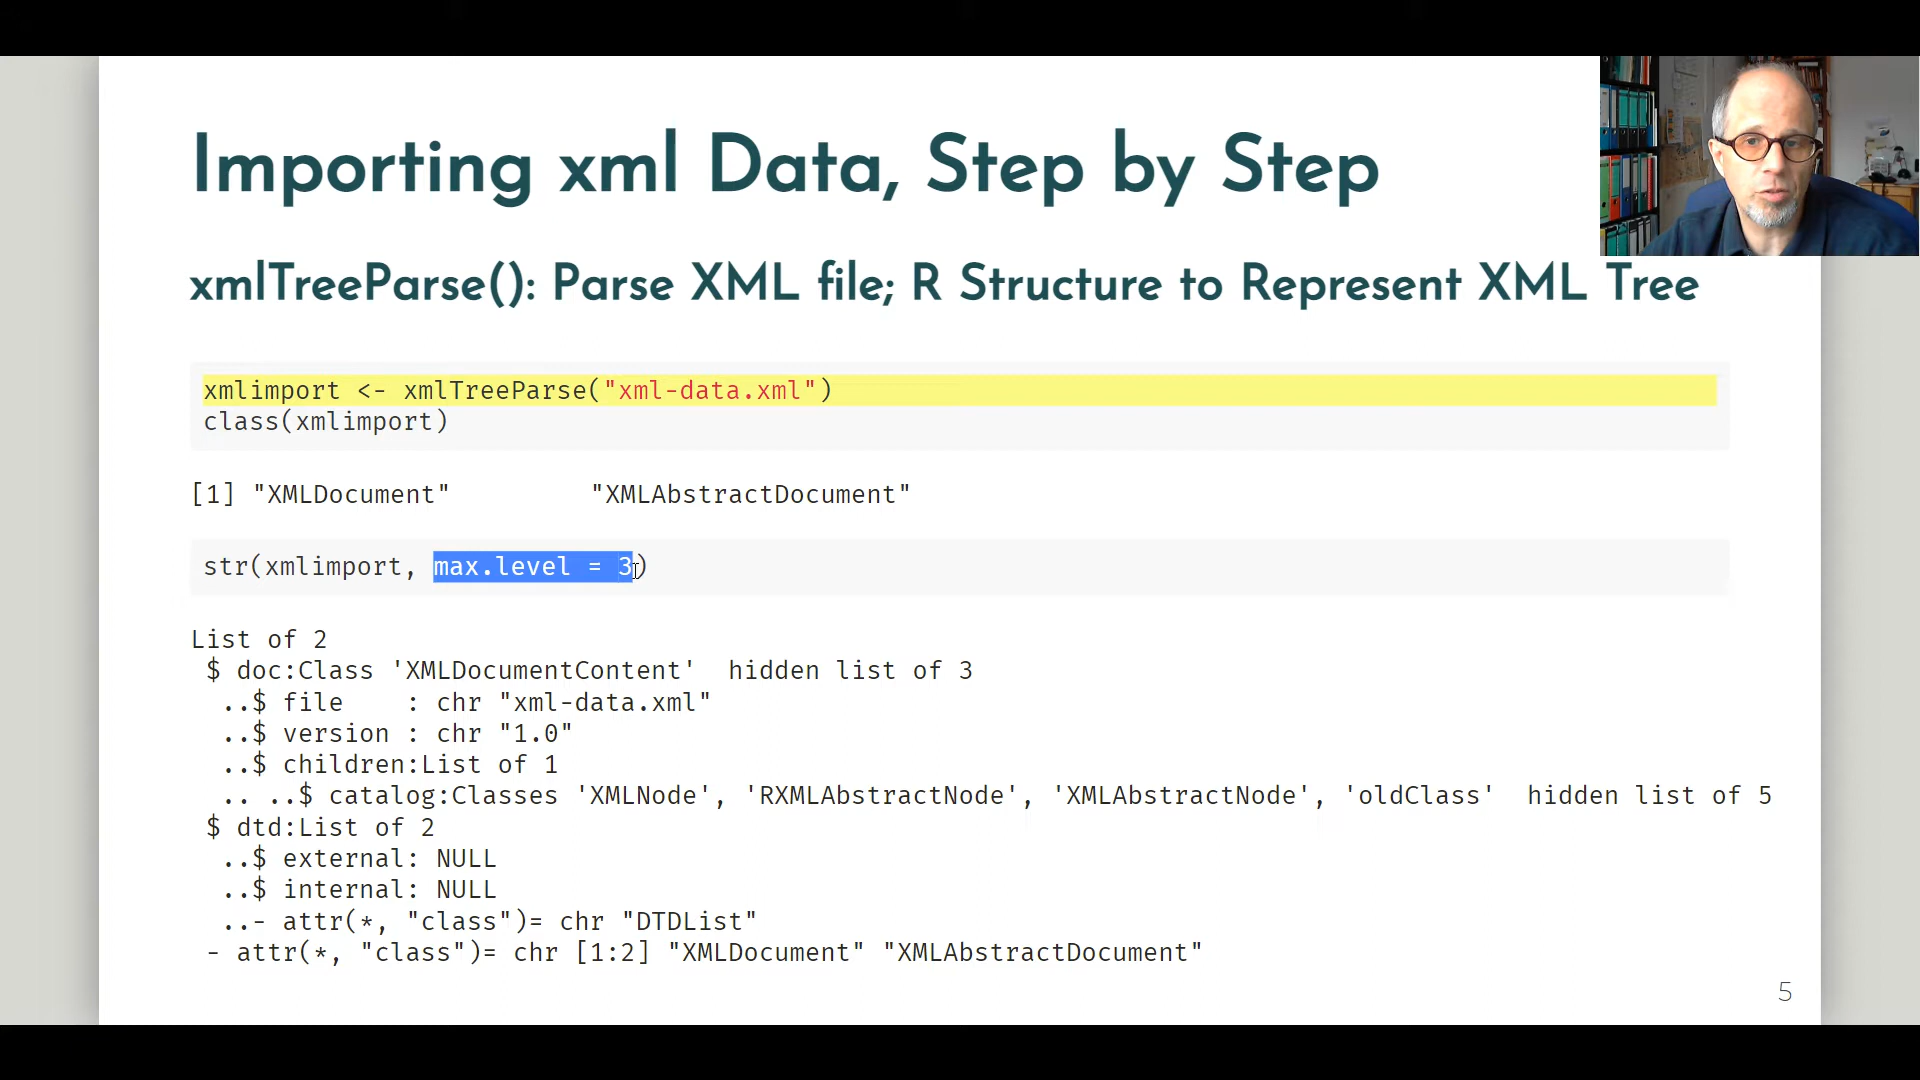 Importing xml Data, Step by Step
xmlTreeParse(): Parse XML file; R Structure to Represent XML Tree
xmlimport <- xmlTreeParse("xml-data.xml")
class(xmlimport)
[1] "XMLDocument"         "XMLAbstractDocument"
str(xmlimport, max.level = 3)
List of 2
 $ doc:Class 'XMLDocumentContent'  hidden list of 3
  ..$ file    : chr "xml-data.xml"
  ..$ version : chr "1.0"
  ..$ children:List of 1
  .. ..$ catalog:Classes 'XMLNode', 'RXMLAbstractNode', 'XMLAbstractNode', 'oldClass'  hidden list of 5
 $ dtd:List of 2
  ..$ external: NULL
  ..$ internal: NULL
  ..- attr(*, "class")= chr "DTDList"
 - attr(*, "class")= chr [1:2] "XMLDocument" "XMLAbstractDocument"
5